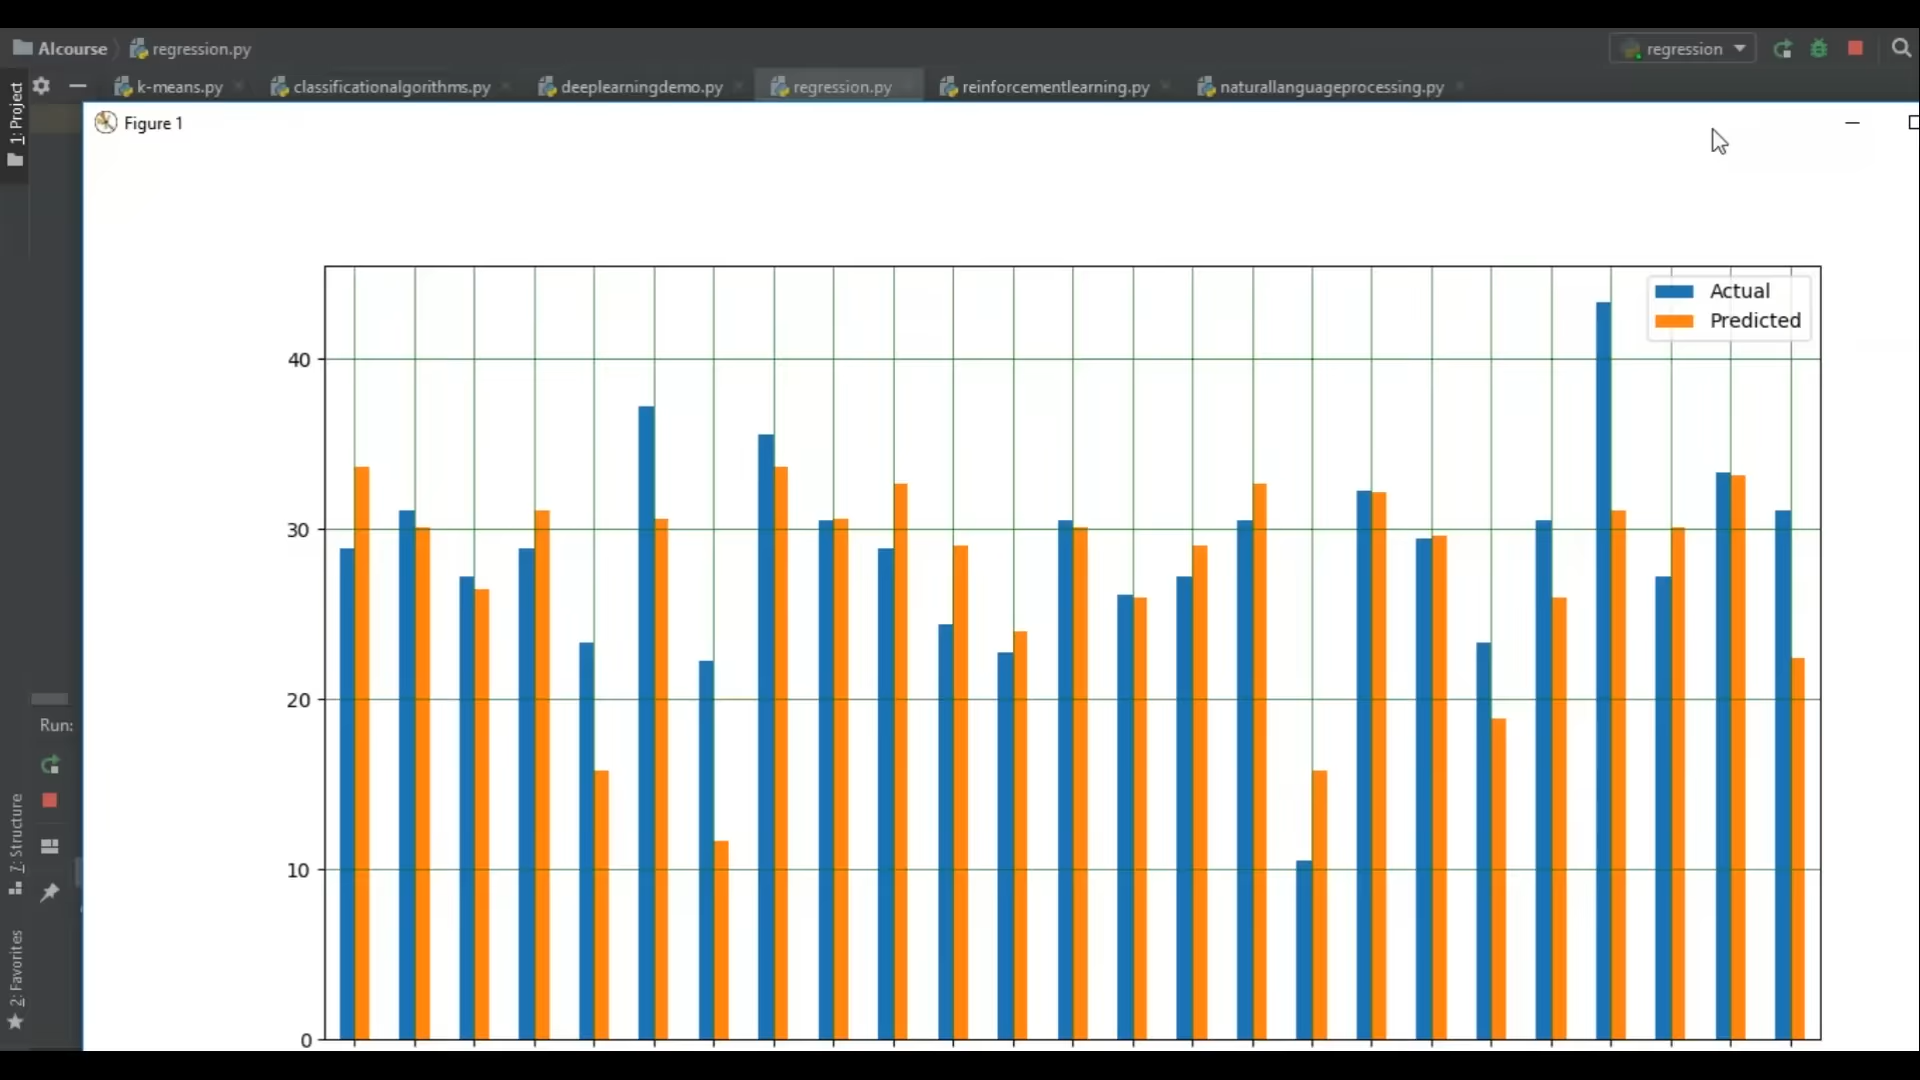 AIcourse
regression.py
regression
k-means.py
classificationalgorithms.py
deeplearningdemo.py
regression.py
reinforcementlearning.py
naturallanguageprocessing.py
1: Project
Figure 1
Actual
Predicted
40
30
20
10
0
Run:
7: Structure
2: Favorites